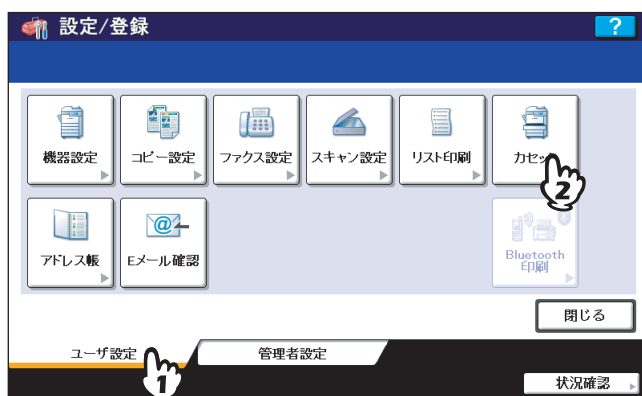 設定/登録
?
機器設定
コピー設定
ファクス設定
スキャン設定
リスト印刷
カセッ
2
アドレス帳
@
Eメール確認
Bluetooth
印刷
閉じる
ユーザ設定
1
管理者設定
状況確認